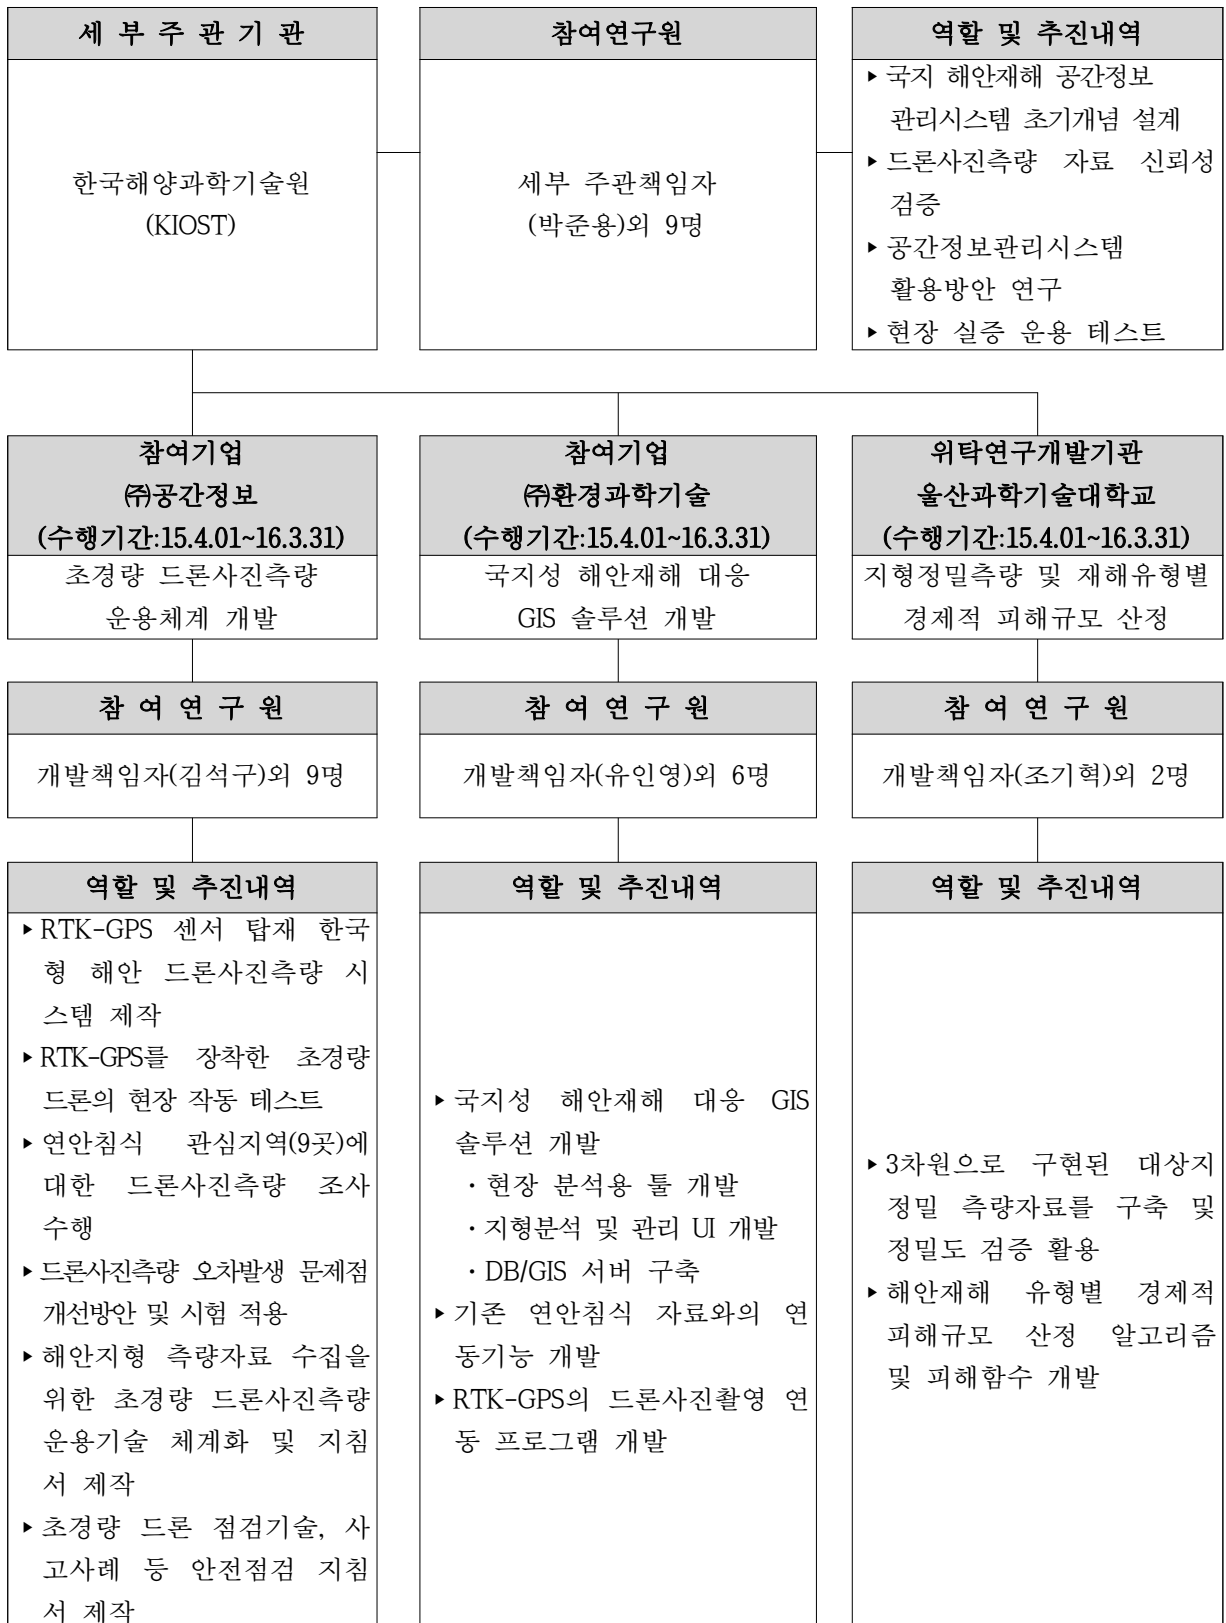 세 부 주 관 기 관
한국해양과학기술원
(KIOST)
참여연구원
세부 주관책임자
(박준용)외 9명
역할 및 추진내역
▸국지 해안재해 공간정보
관리시스템 초기개념 설계
▸드론사진측량 자료 신뢰성
검증
▸공간정보관리시스템
활용방안 연구
▸현장 실증 운용 테스트
참여기업
㈜공간정보
(수행기간:15.4.01~16.3.31)
초경량 드론사진측량
운용체계 개발
참여기업
㈜환경과학기술
(수행기간:15.4.01~16.3.31)
국지성 해안재해 대응
GIS 솔루션 개발
위탁연구개발기관
울산과학기술대학교
(수행기간:15.4.01~16.3.31)
지형정밀측량 및 재해유형별
경제적 피해규모 산정
참 여 연 구 원
개발책임자(김석구)외 9명
참 여 연 구 원
개발책임자(유인영)외 6명
참 여 연 구 원
개발책임자(조기혁)외 2명
역할 및 추진내역
▸RTK-GPS 센서 탑재 한국
형 해안 드론사진측량 시
스템 제작
▸RTK-GPS를 장착한 초경량
드론의 현장 작동 테스트
▸연안침식 관심지역(9곳)에
대한 드론사진측량 조사
수행
▸드론사진측량 오차발생 문제점
개선방안 및 시험 적용
▸해안지형 측량자료 수집을
위한 초경량 드론사진측량
운용기술 체계화 및 지침
서 제작
▸초경량 드론 점검기술, 사
고사례 등 안전점검 지침
서 제작
역할 및 추진내역
▸국지성 해안재해 대응 GIS
솔루션 개발
·현장 분석용 툴 개발
·지형분석 및 관리 UI 개발
·DB/GIS 서버 구축
▸기존 연안침식 자료와의 연
동기능 개발
▸RTK-GPS의 드론사진촬영 연
동 프로그램 개발
역할 및 추진내역
▸3차원으로 구현된 대상지
정밀 측량자료를 구축 및
정밀도 검증 활용
▸해안재해 유형별 경제적
피해규모 산정 알고리즘
및 피해함수 개발